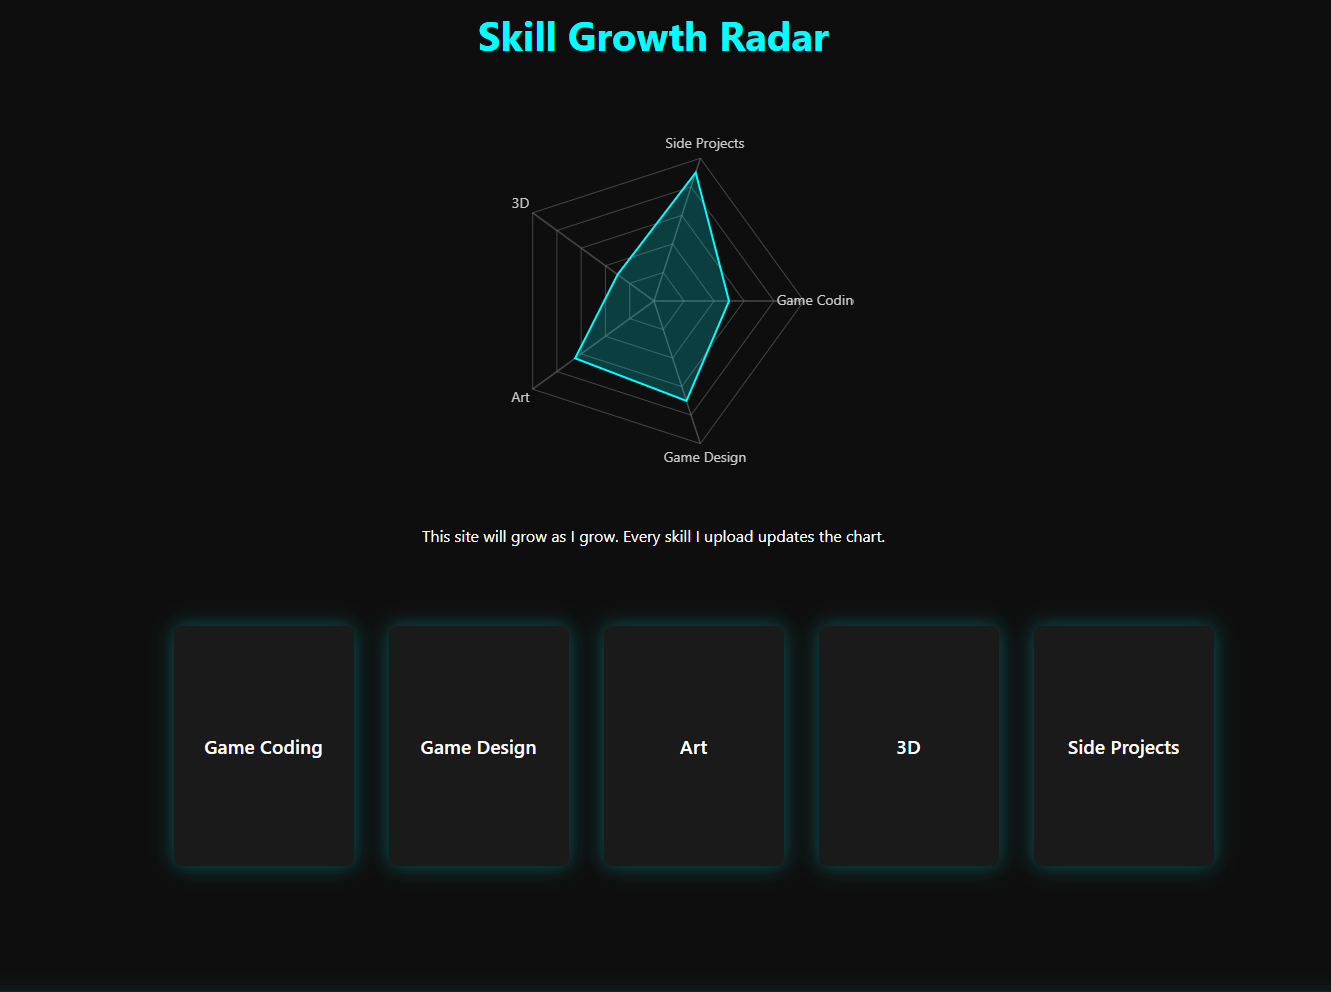 Skill Growth Radar
Side Projects
3D
Game Codin
Art
Game Design
This site will grow as I grow. Every skill I upload updates the chart.
Game Coding
Game Design
Art
3D
Side Projects